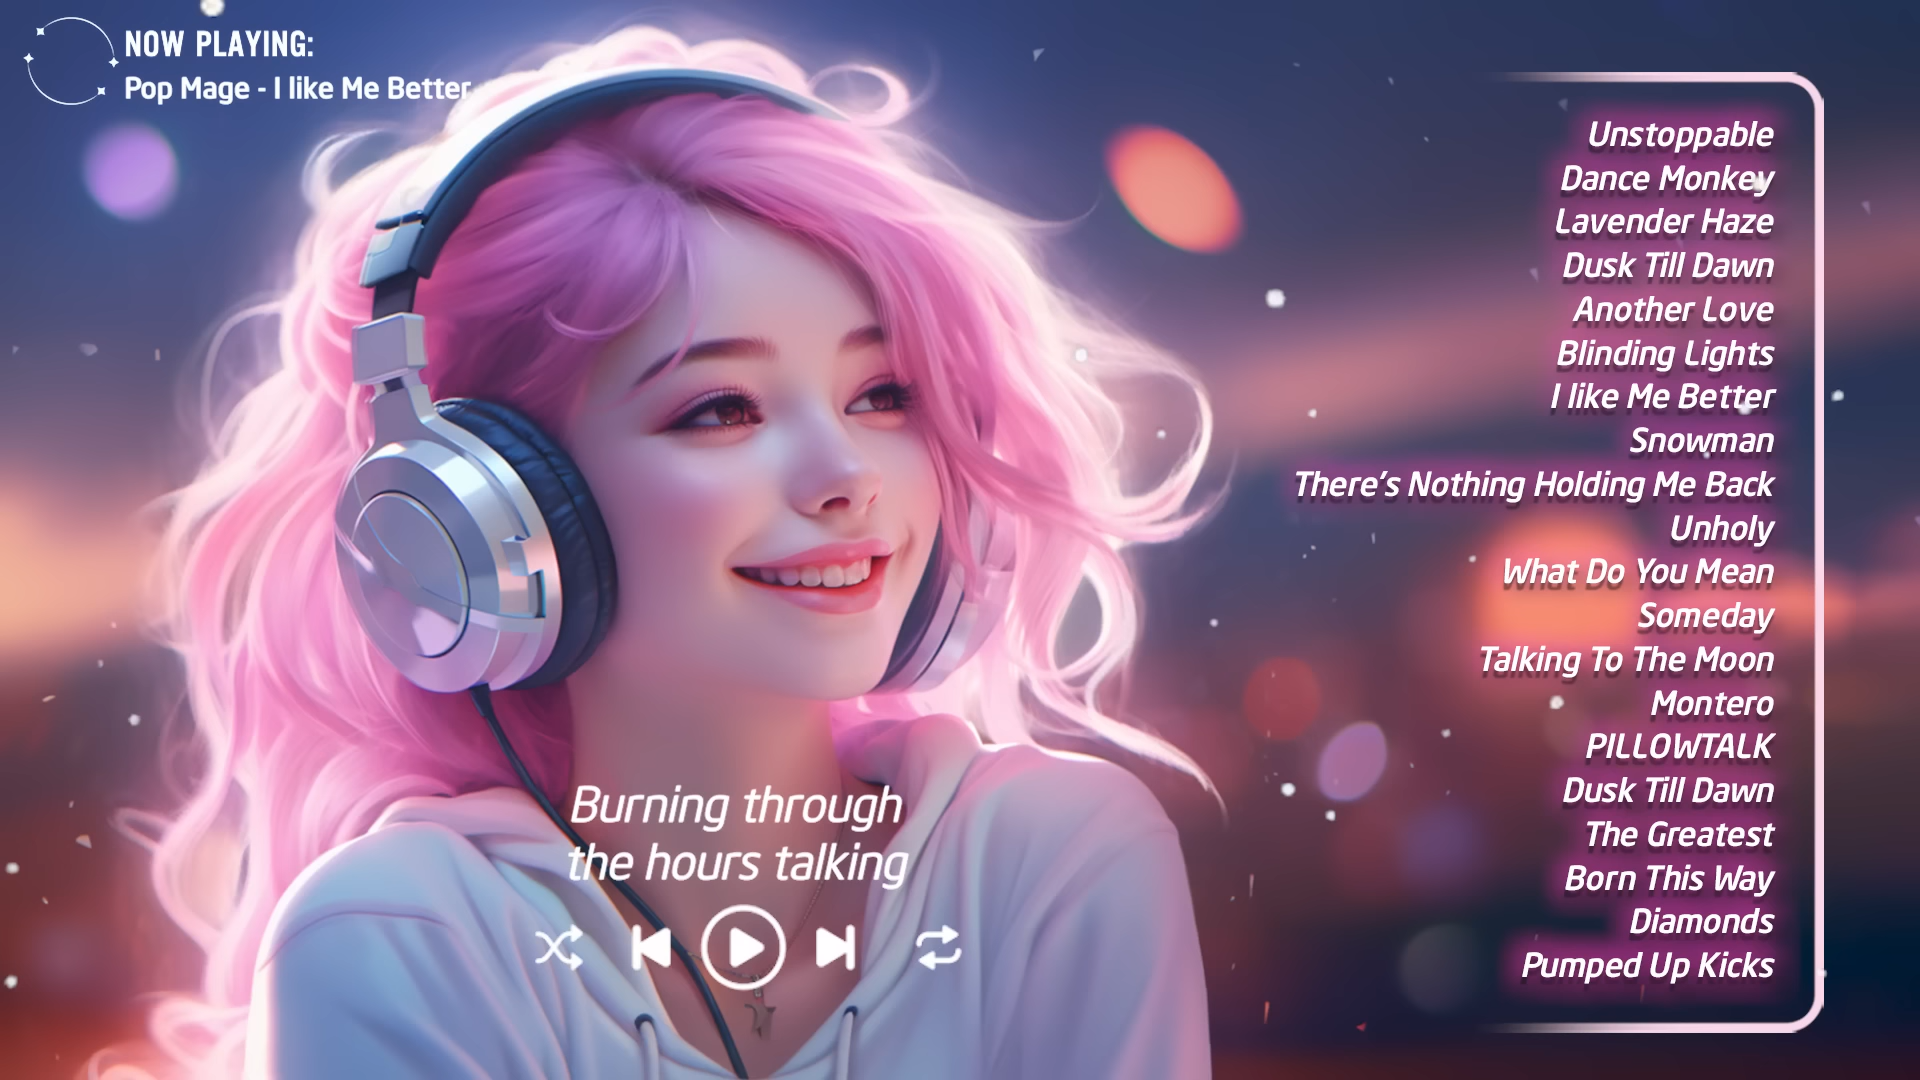 NOW PLAYING:
Pop Mage - I like Me Better
Unstoppable
Dance Monkey
Lavender Haze
Dusk Till Dawn
Another Love
Blinding Lights
I like Me Better
Snowman
There's Nothing Holding Me Back
Unholy
What Do You Mean
Someday
Talking To The Moon
Montero
PILLOWTALK
Dusk Till Dawn
The Greatest
Born This Way
Diamonds
Pumped Up Kicks
Burning through
the hours talking